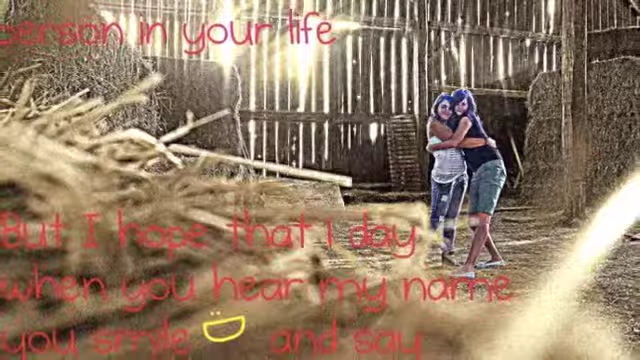 person in your life
But I hope that 1 day
when you hear my name
you smile and say: